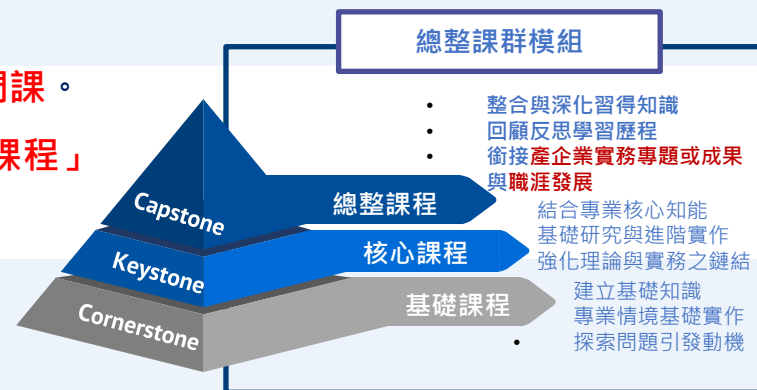 總整課群模組
開課。
課程」
• 整合與深化習得知識
• 回顧反思學習歷程
• 銜接產企業實務專題或成果
與職涯發展
Capstone
總整課程
結合專業核心知能
基礎研究與進階實作
強化理論與實務之鏈結
Keystone
核心課程
建立基礎知識
專業情境基礎實作
• 探索問題引發動機
Cornerstone
基礎課程